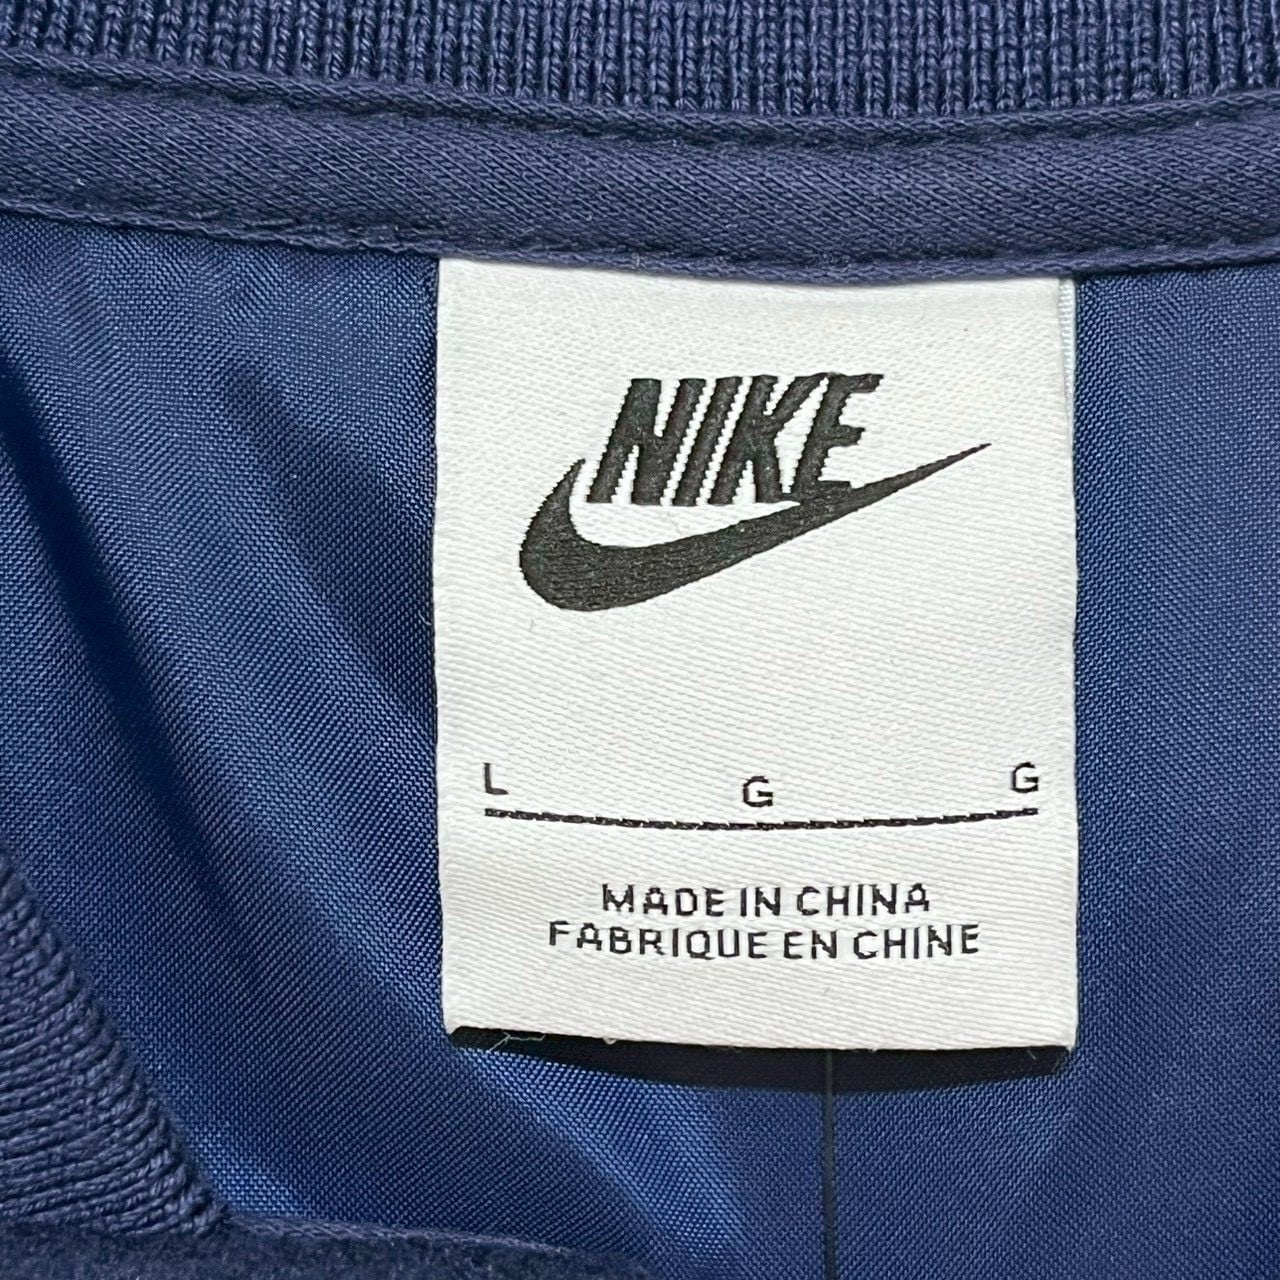 NIKE
L G G
MADE IN CHINA
FABRIQUE EN CHINE